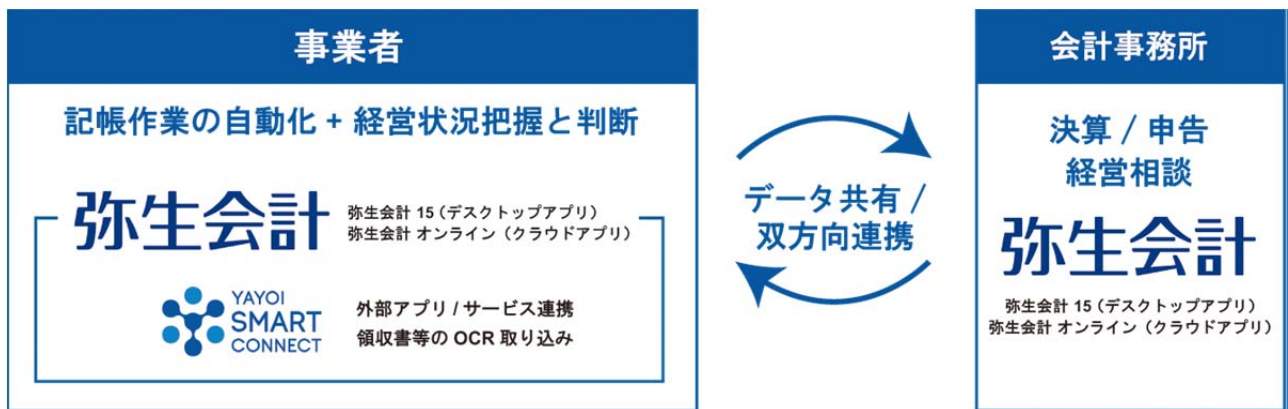 事業者
記帳作業の自動化 + 経営状況把握と判断
弥生会計
弥生会計 15（デスクトップアプリ）
弥生会計 オンライン（クラウドアプリ）
YAYOI
SMART
CONNECT
外部アプリ / サービス連携
領収書等の OCR 取り込み
データ共有 /
双方向連携
会計事務所
決算 / 申告
経営相談
弥生会計
弥生会計 15（デスクトップアプリ）
弥生会計 オンライン（クラウドアプリ）